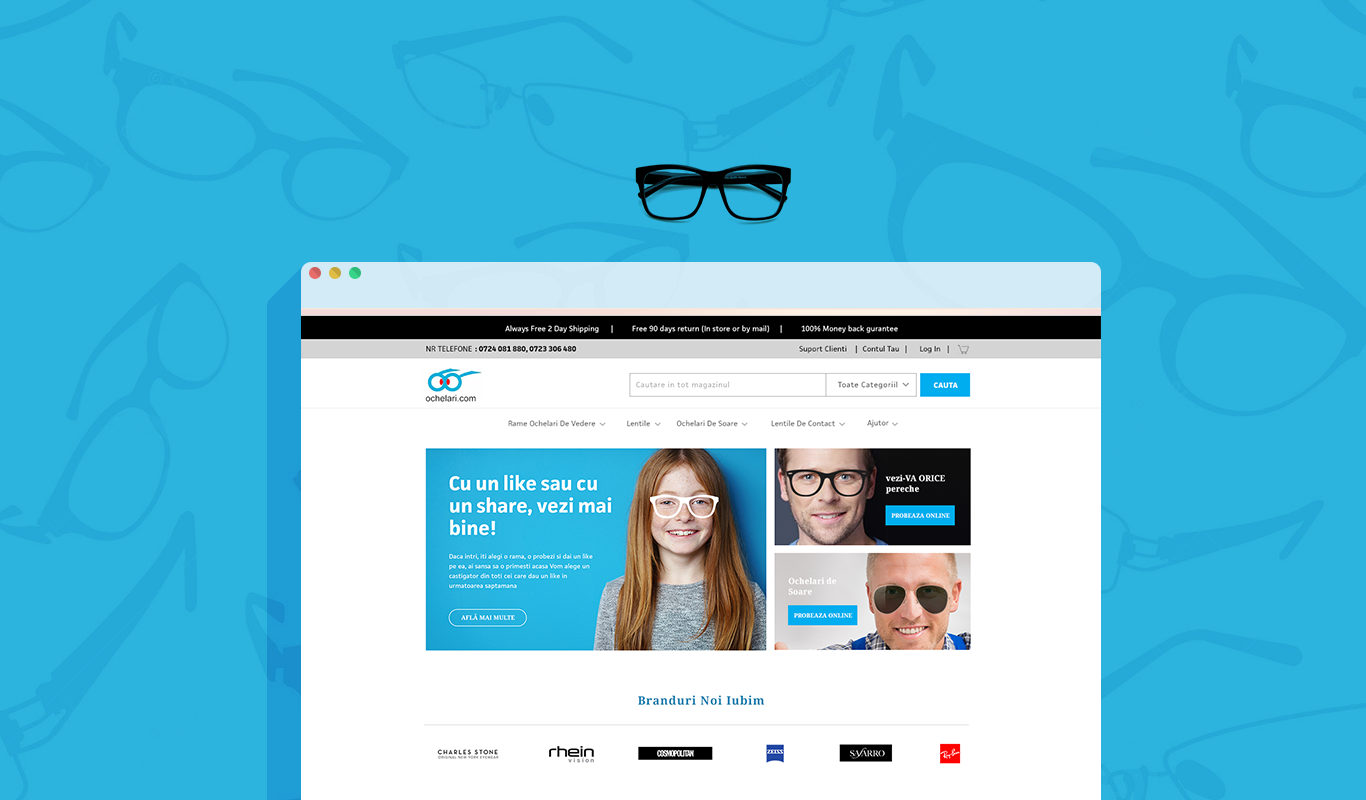 Always Free 2 Day Shipping | Free 90 days return (In store or by mail) | 100% Money back gurantee
NR TELEFONE : 0724 081 880, 0723 306 480 Suport Clienti | Contul Tau | Log In |
ochelari.com
Cautare in tot magazinul Toate Categoriil CAUTA
Rame Ochelari De Vedere Lentile Ochelari De Soare Lentile De Contact Ajutor
Cu un like sau cu
un share, vezi mai
bine!
Daca intri, iti alegi o rama, o probezi si dai un like
pe ea, ai sansa sa o primesti acasa Vom alege un
castigator din toti cei care dau un like in
urmatoarea saptamana
AFLĂ MAI MULTE
vezi-VA ORICE
pereche
PROBEAZA ONLINE
Ochelari de
Soare
PROBEAZA ONLINE
Branduri Noi Iubim
CHARLES STONE
ORIGINAL NEW YORK EYEWEAR
rhein
vision
COSMOPOLITAN
ZEISS
SAFARRO
Ray-Ban